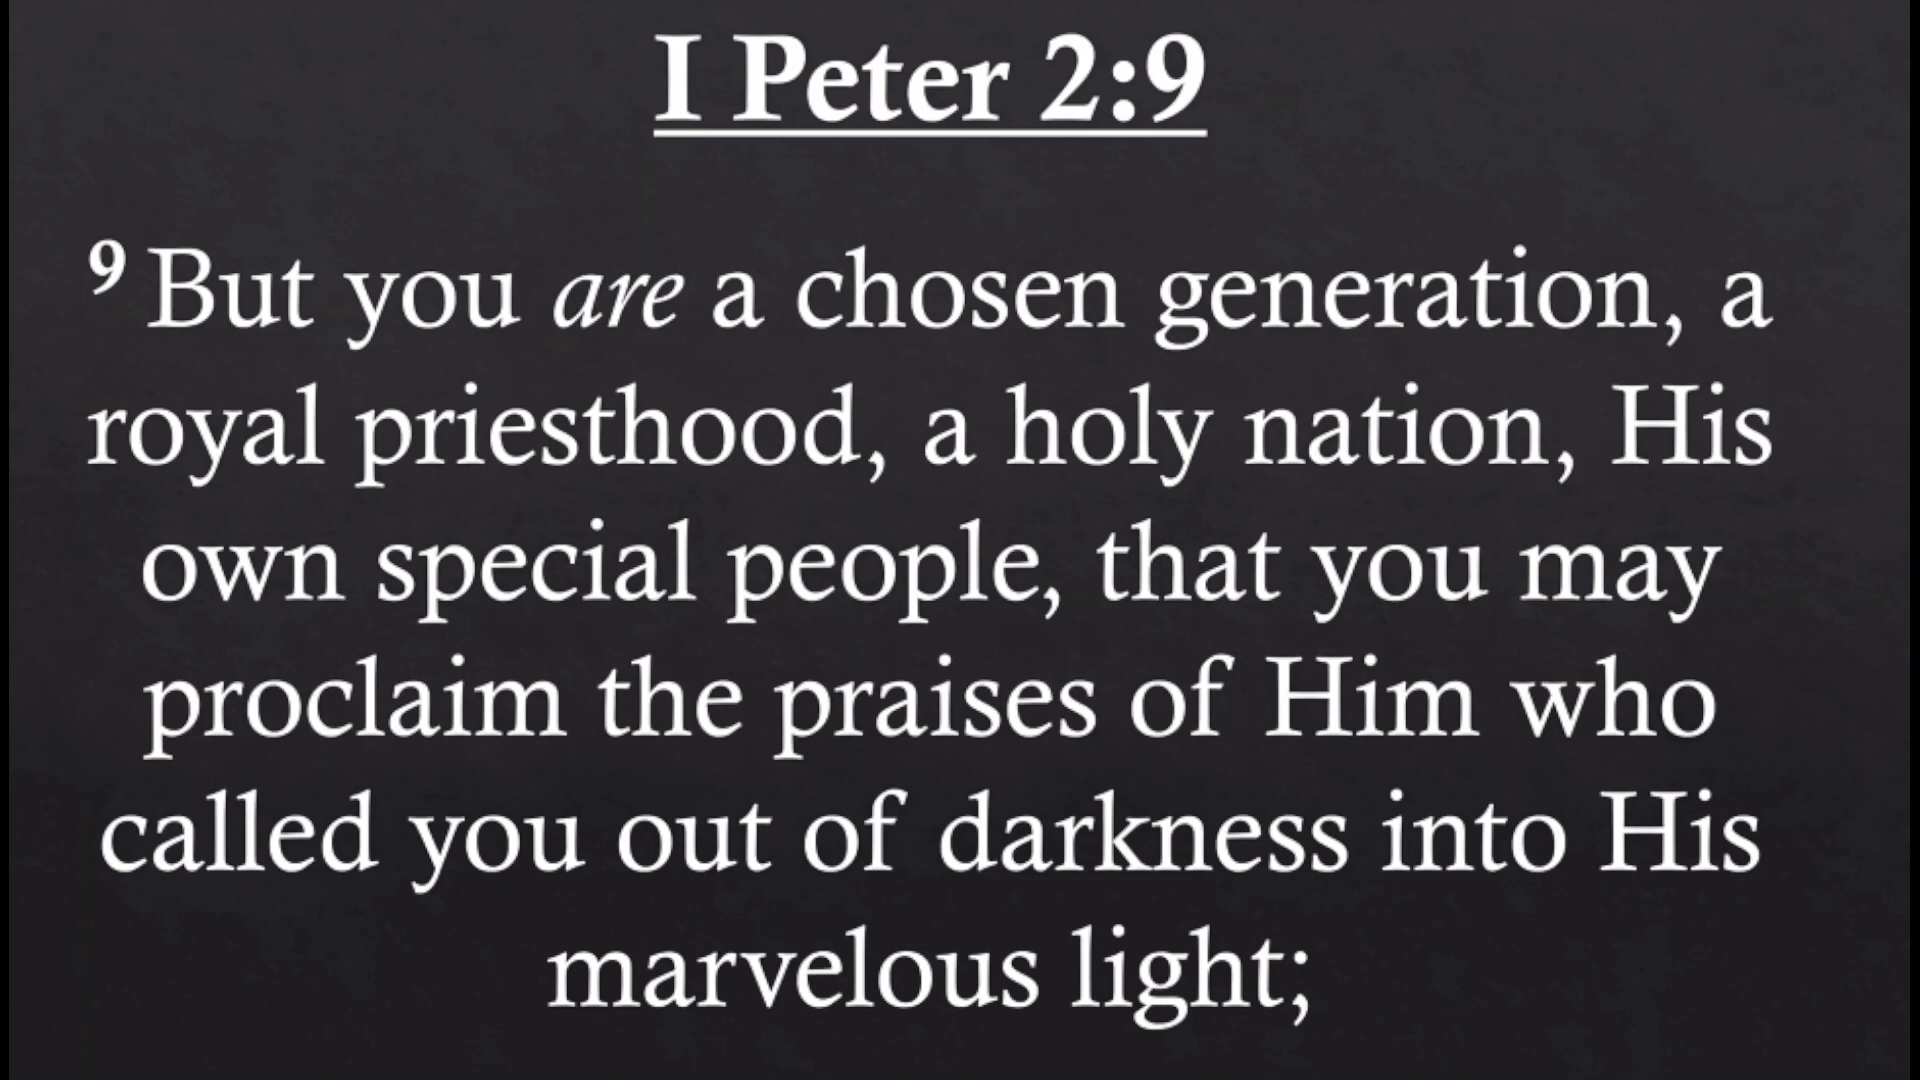 I Peter 2:9
9 But you are a chosen generation, a
royal priesthood, a holy nation, His
own special people, that you may
proclaim the praises of Him who
called you out of darkness into His
marvelous light;